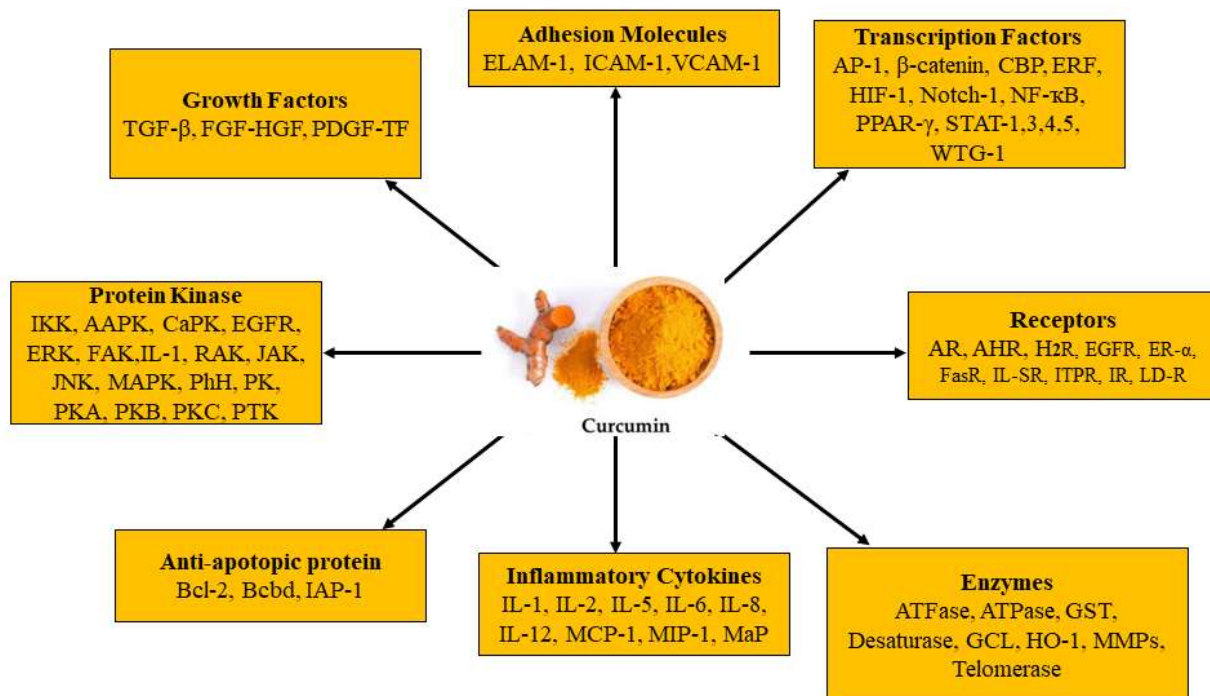 Adhesion Molecules
ELAM-1, ICAM-1,VCAM-1
Transcription Factors
AP-1, β-catenin, CBP, ERF,
HIF-1, Notch-1, NF-κB,
PPAR-γ, STAT-1,3,4,5,
WTG-1
Growth Factors
TGF-β, FGF-HGF, PDGF-TF
Protein Kinase
IKK, AAPK, CaPK, EGFR,
ERK, FAK,IL-1, RAK, JAK,
JNK, MAPK, PhH, PK,
PKA, PKB, PKC, PTK
Receptors
AR, AHR, H2R, EGFR, ER-α,
FasR, IL-SR, ITPR, IR, LD-R
Curcumin
Anti-apotopic protein
Bcl-2, Bcbd, IAP-1
Inflammatory Cytokines
IL-1, IL-2, IL-5, IL-6, IL-8,
IL-12, MCP-1, MIP-1, MaP
Enzymes
ATFase, ATPase, GST,
Desaturase, GCL, HO-1, MMPs,
Telomerase